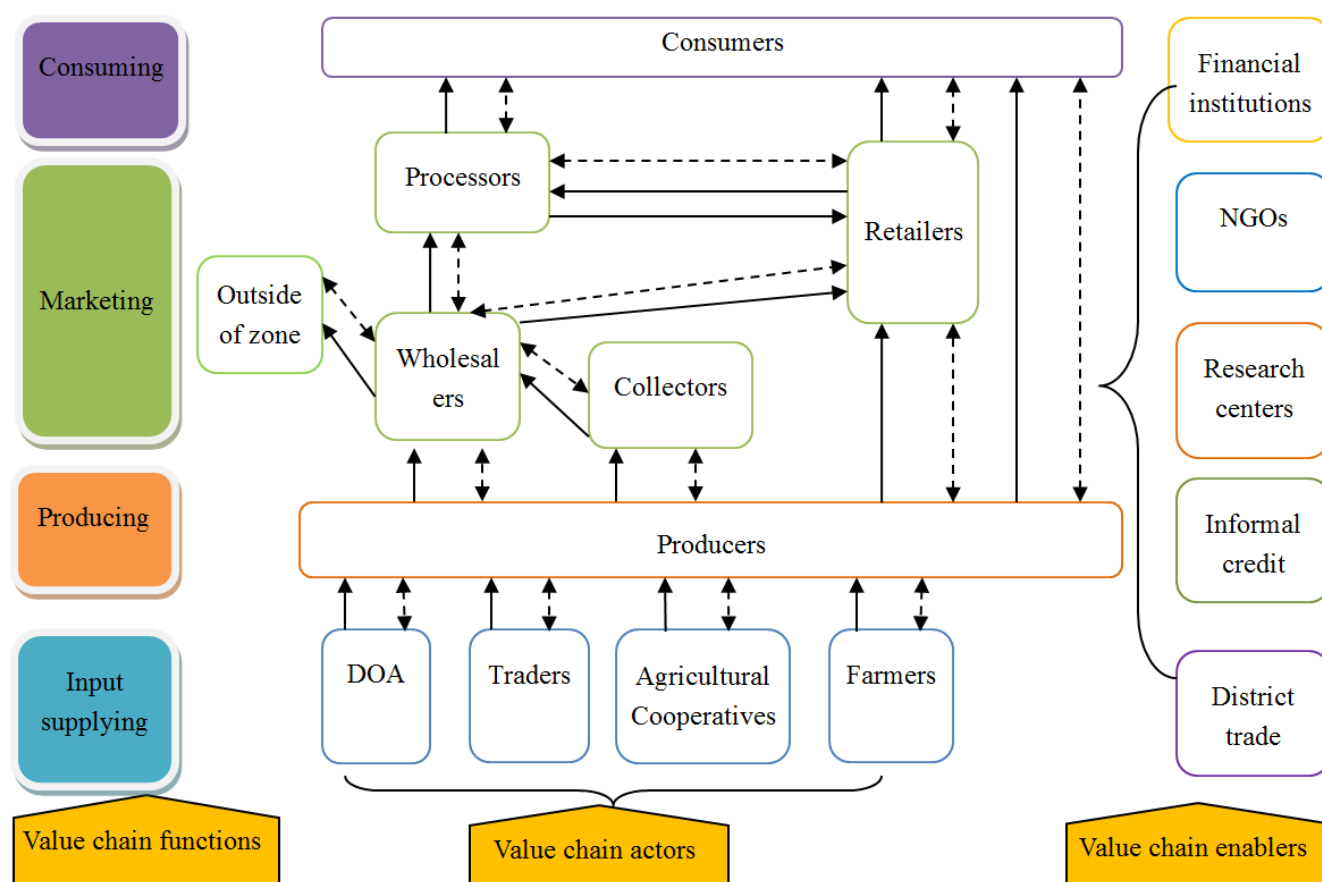 Consuming
Marketing
Producing
Input
supplying
Value chain functions
Consumers
Processors
Retailers
Outside
of zone
Wholesal
ers
Collectors
Producers
DOA
Traders
Agricultural
Cooperatives
Farmers
Value chain actors
Financial
institutions
NGOs
Research
centers
Informal
credit
District
trade
Value chain enablers